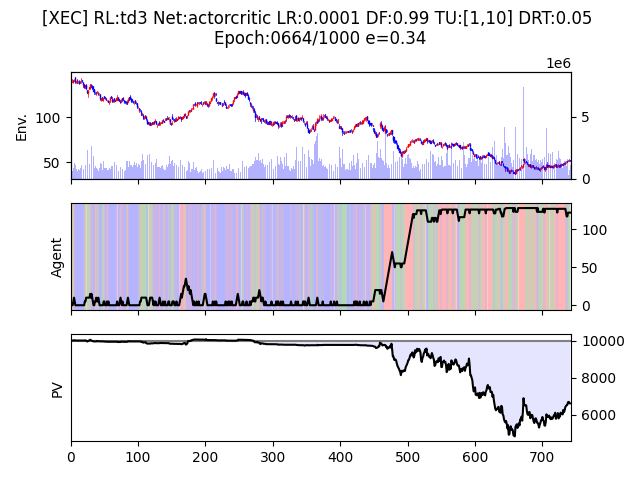 [XEC] RL:td3 Net:actorcritic LR:0.0001 DF:0.99 TU:[1,10] DRT:0.05
Epoch:0664/1000 e=0.34
1e6
Env.
100
50
5
0
Agent
100
50
0
PV
10000
8000
6000
0 100 200 300 400 500 600 700